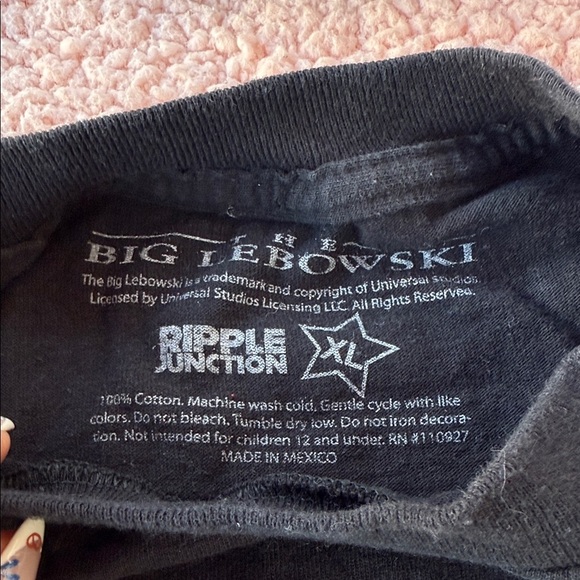 THE
BIG LEBOWSKI
The Big Lebowski is a trademark and copyright of Universal Studios.
Licensed by Universal Studios Licensing LLC. All Rights Reserved.
RIPPLE
JUNCTION
XL
100% Cotton. Machine wash cold. Gentle cycle with like
colors. Do not bleach. Tumble dry low. Do not iron decora-
tion. Not intended for children 12 and under. RN #110927
MADE IN MEXICO